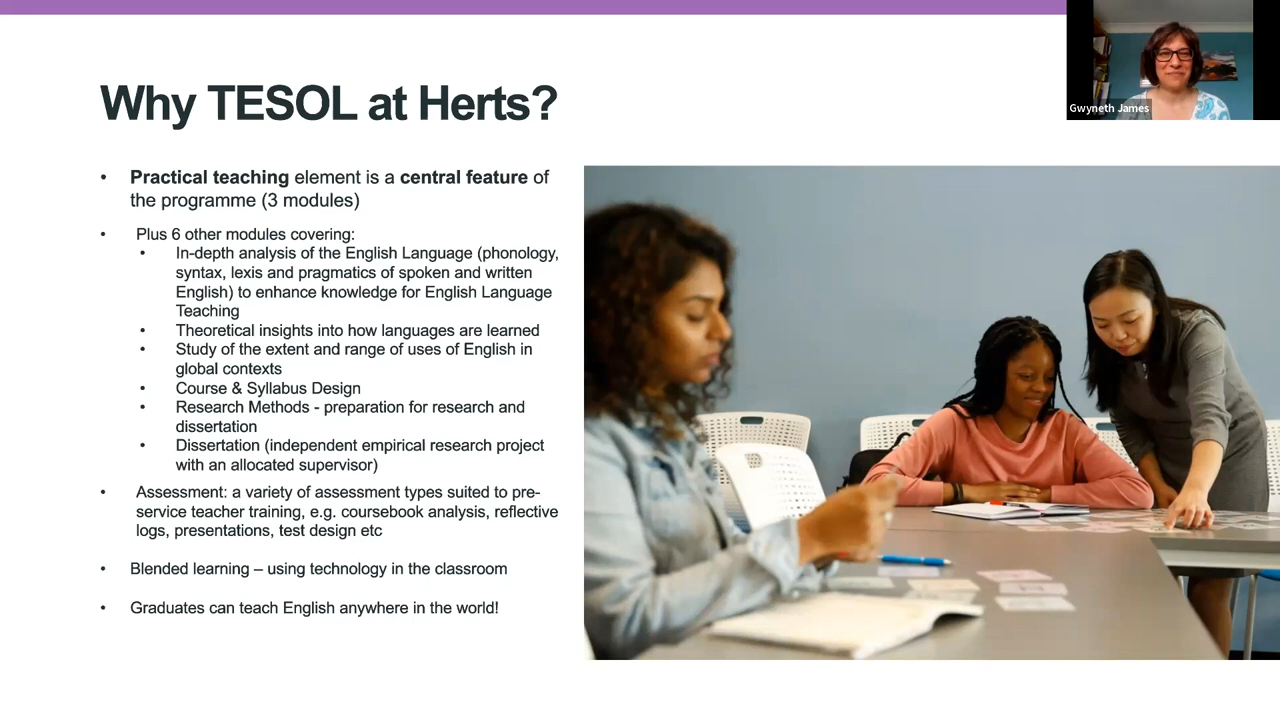 Why TESOL at Herts?
Gwyneth James
• Practical teaching element is a central feature of
the programme (3 modules)
• Plus 6 other modules covering:
• In-depth analysis of the English Language (phonology,
syntax, lexis and pragmatics of spoken and written
English) to enhance knowledge for English Language
Teaching
• Theoretical insights into how languages are learned
• Study of the extent and range of uses of English in
global contexts
• Course & Syllabus Design
• Research Methods - preparation for research and
dissertation
• Dissertation (independent empirical research project
with an allocated supervisor)
• Assessment: a variety of assessment types suited to pre-
service teacher training, e.g. coursebook analysis, reflective
logs, presentations, test design etc
• Blended learning – using technology in the classroom
• Graduates can teach English anywhere in the world!